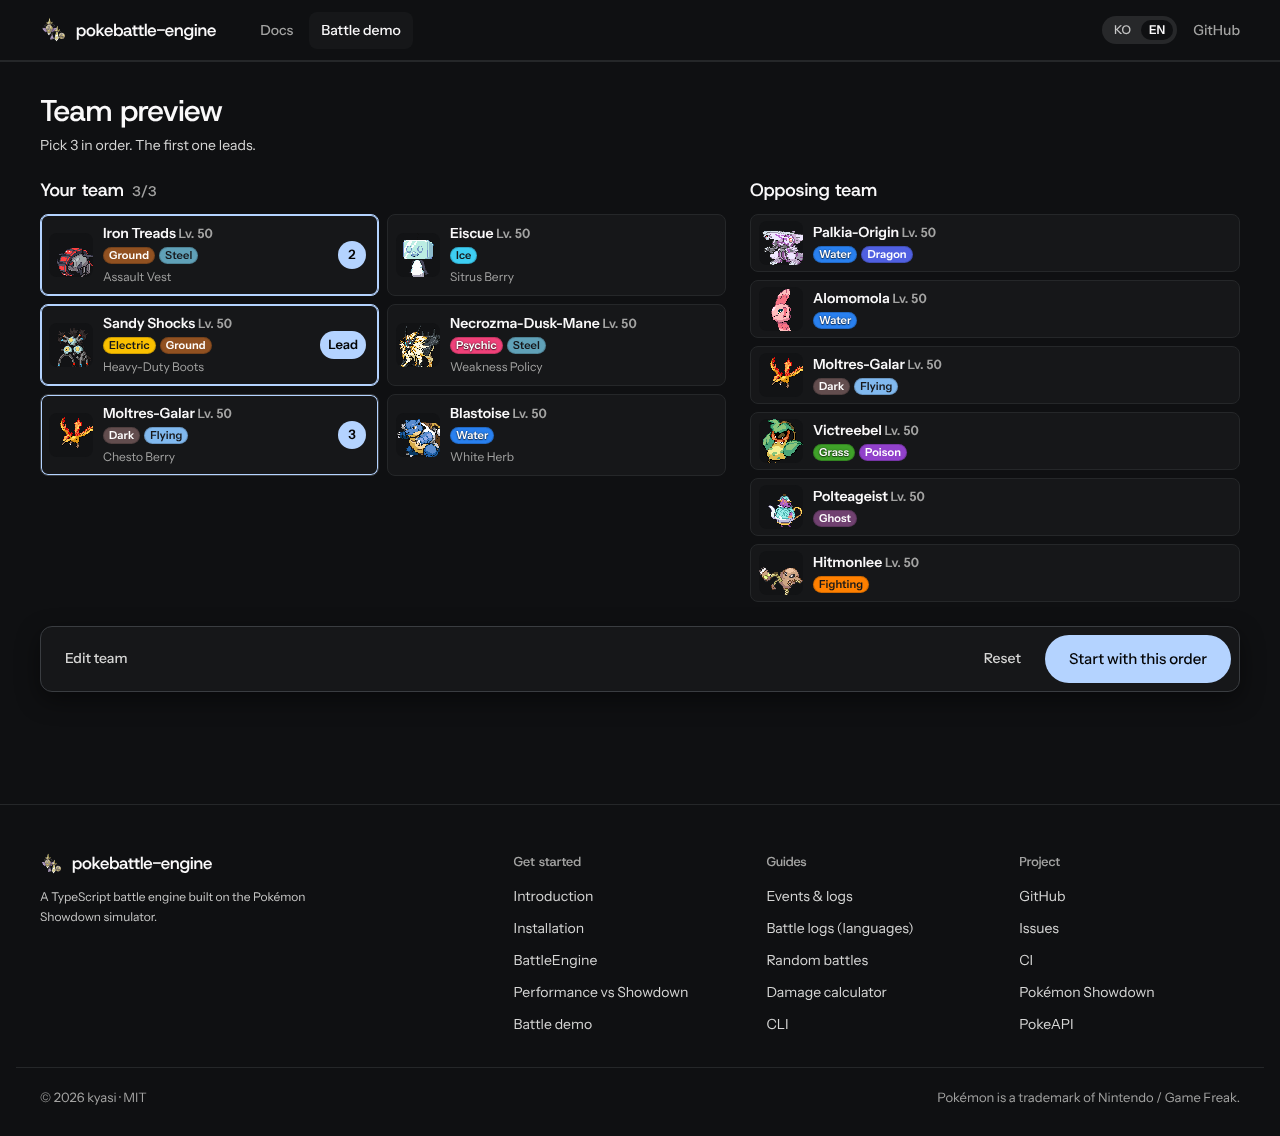 pokebattle-engine
Docs
Battle demo
KO
EN
GitHub
Team preview
Pick 3 in order. The first one leads.
Your team 3/3
Iron Treads Lv. 50
Ground Steel
Assault Vest
2
Eiscue Lv. 50
Ice
Sitrus Berry
Sandy Shocks Lv. 50
Electric Ground
Heavy-Duty Boots
Lead
Necrozma-Dusk-Mane Lv. 50
Psychic Steel
Weakness Policy
Moltres-Galar Lv. 50
Dark Flying
Chesto Berry
3
Blastoise Lv. 50
Water
White Herb
Opposing team
Palkia-Origin Lv. 50
Water Dragon
Alomomola Lv. 50
Water
Moltres-Galar Lv. 50
Dark Flying
Victreebel Lv. 50
Grass Poison
Polteageist Lv. 50
Ghost
Hitmonlee Lv. 50
Fighting
Edit team
Reset
Start with this order
pokebattle-engine
A TypeScript battle engine built on the Pokémon
Showdown simulator.
Get started
Introduction
Installation
BattleEngine
Performance vs Showdown
Battle demo
Guides
Events & logs
Battle logs (languages)
Random battles
Damage calculator
CLI
Project
GitHub
Issues
CI
Pokémon Showdown
PokeAPI
© 2026 kyasi · MIT
Pokémon is a trademark of Nintendo / Game Freak.